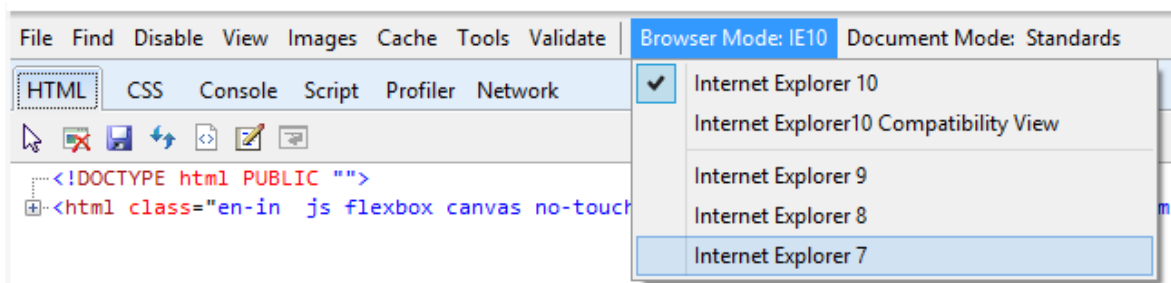 File Find Disable View Images Cache Tools Validate | Browser Mode: IE10 Document Mode: Standards
HTML CSS Console Script Profiler Network
Internet Explorer 10
Internet Explorer10 Compatibility View
Internet Explorer 9
Internet Explorer 8
Internet Explorer 7
<!DOCTYPE html PUBLIC "">
<html class="en-in js flexbox canvas no-touch